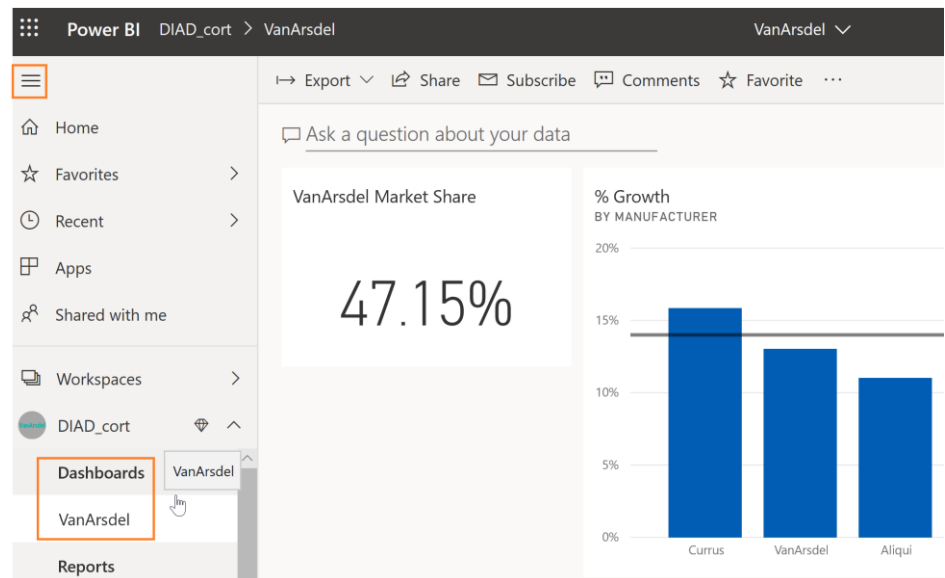 Power BI DIAD_cort > VanArsdel
VanArsdel
Export Share Subscribe Comments Favorite ...
Home
Favorites
Recent
Apps
Shared with me
Workspaces
DIAD_cort
Dashboards
VanArsdel
VanArsdel
Reports
Ask a question about your data
VanArsdel Market Share
47.15%
% Growth
BY MANUFACTURER
20%
15%
10%
5%
0%
Currus VanArsdel Aliqui